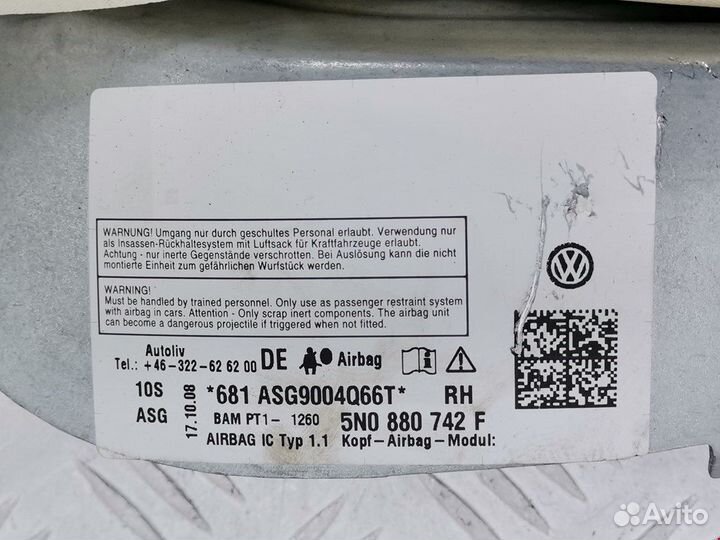 WARNUNG! Umgang nur durch geschultes Personal erlaubt. Verwendung nur
als Insassen-Rückhaltesystem mit Luftsack für Kraftfahrzeuge erlaubt.
Achtung - nur inerte Gegenstände verschrotten. Bei Auslösung kann die nicht
montierte Einheit zum gefährlichen Wurfstück werden.
WARNING!
Must be handled by trained personnel. Only use as passenger restraint system
with airbag in cars. Attention - Only scrap inert components. The airbag unit
can become a dangerous projectile if triggered when not fitted.
Autoliv
Tel.: +46-322-62 62 00 DE Airbag
10S
ASG
17.10.08
*681 ASG9004Q66T* RH
BAM PT1- 1260 5N0 880 742 F
AIRBAG IC Typ 1.1 Kopf-Airbag-Modul:
Avito